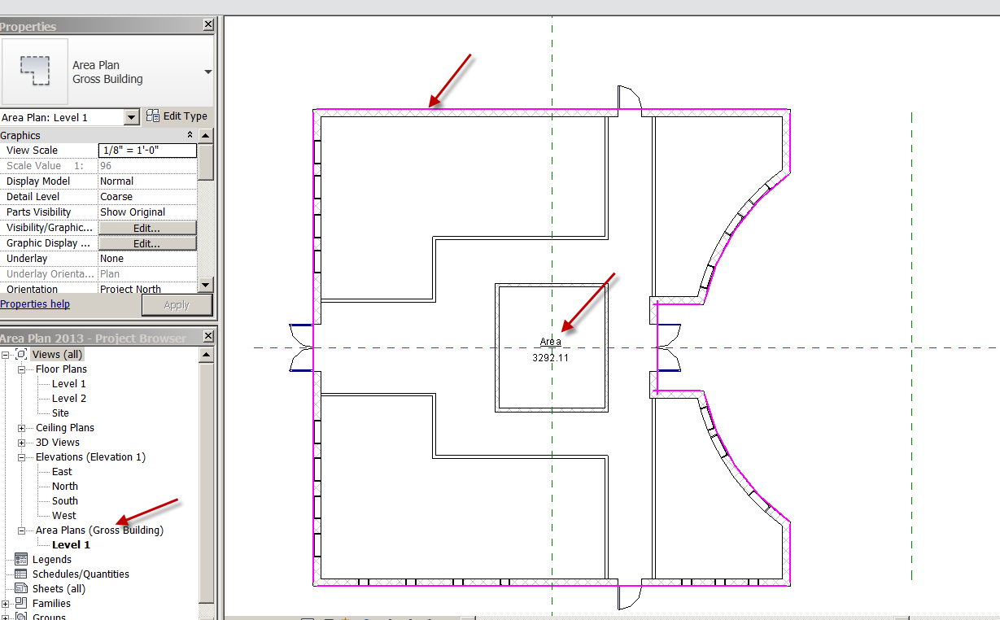 Properties
Area Plan
Gross Building
Area Plan: Level 1
Edit Type
Graphics
View Scale 1/8" = 1'-0"
Scale Value 1: 96
Display Model Normal
Detail Level Coarse
Parts Visibility Show Original
Visibility/Graphic... Edit...
Graphic Display ... Edit...
Underlay None
Underlay Orienta... Plan
Orientation Project North
Properties help
Apply
Area Plan 2013 - Project Browser
Views (all)
Floor Plans
Level 1
Level 2
Site
Ceiling Plans
3D Views
Elevations (Elevation 1)
East
North
South
West
Area Plans (Gross Building)
Level 1
Legends
Schedules/Quantities
Sheets (all)
Families
Groups
Area
3292.11